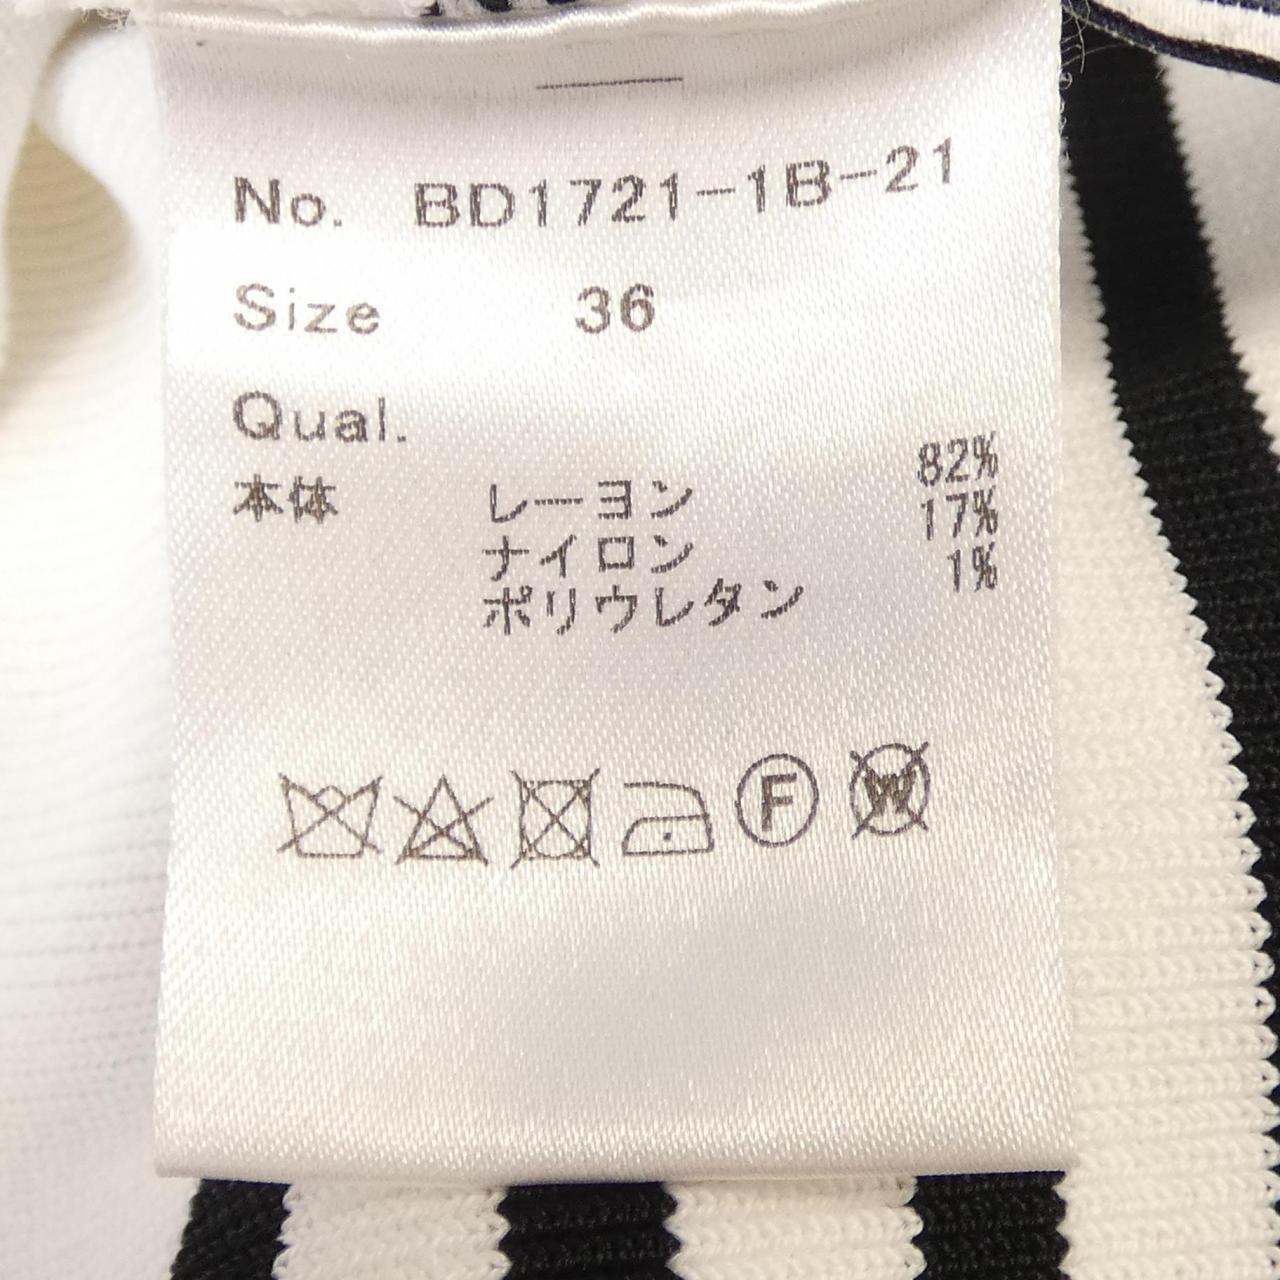 No. BD1721-1B-21
Size 36
Qual.
本体 レーヨン 82%
ナイロン 17%
ポリウレタン 1%
F W